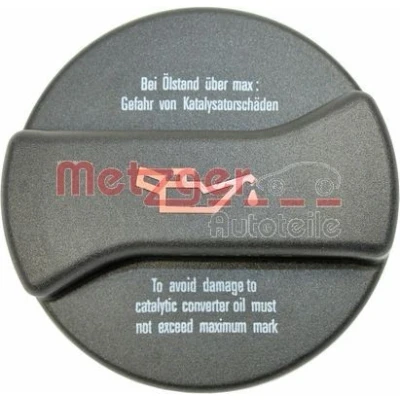 Bei Ölstand über max:
Gefahr von Katalysatorschäden
Metzger
Autoteile
To avoid damage to
catalytic converter oil must
not exceed maximum mark